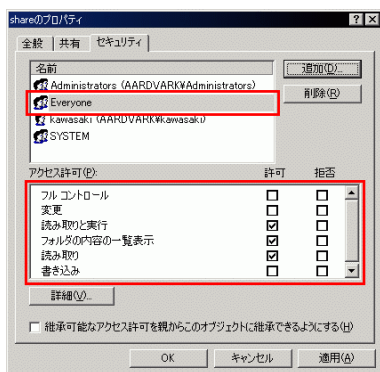 shareのプロパティ
全般 共有 セキュリティ
名前
追加(D)...
Administrators (AARDVARK¥Administrators)
削除(R)
Everyone
kawasaki (AARDVARK¥kawasaki)
SYSTEM
アクセス許可(P): 許可 拒否
フル コントロール
変更
読み取りと実行
フォルダの内容の一覧表示
読み取り
書き込み
詳細(V)...
継承可能なアクセス許可を親からこのオブジェクトに継承できるようにする(H)
OK キャンセル 適用(A)